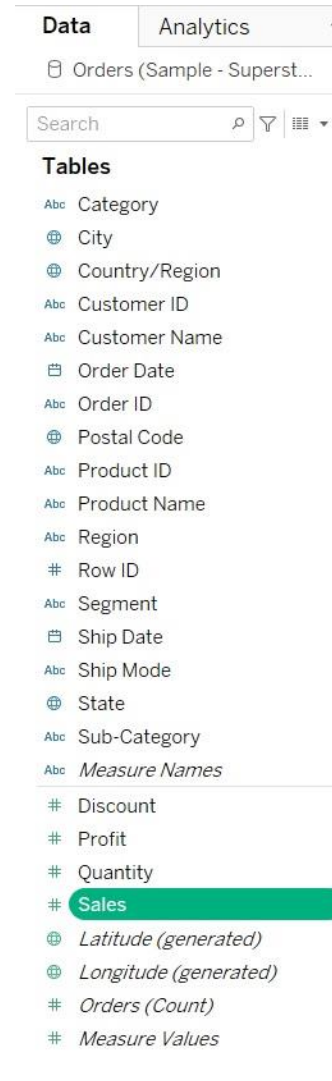 Data Analytics
Orders (Sample - Superst...
Search
Tables
Abc Category
City
Country/Region
Abc Customer ID
Abc Customer Name
Order Date
Abc Order ID
Postal Code
Abc Product ID
Abc Product Name
Abc Region
# Row ID
Abc Segment
Ship Date
Abc Ship Mode
State
Abc Sub-Category
Abc Measure Names
# Discount
# Profit
# Quantity
# Sales
Latitude (generated)
Longitude (generated)
# Orders (Count)
# Measure Values